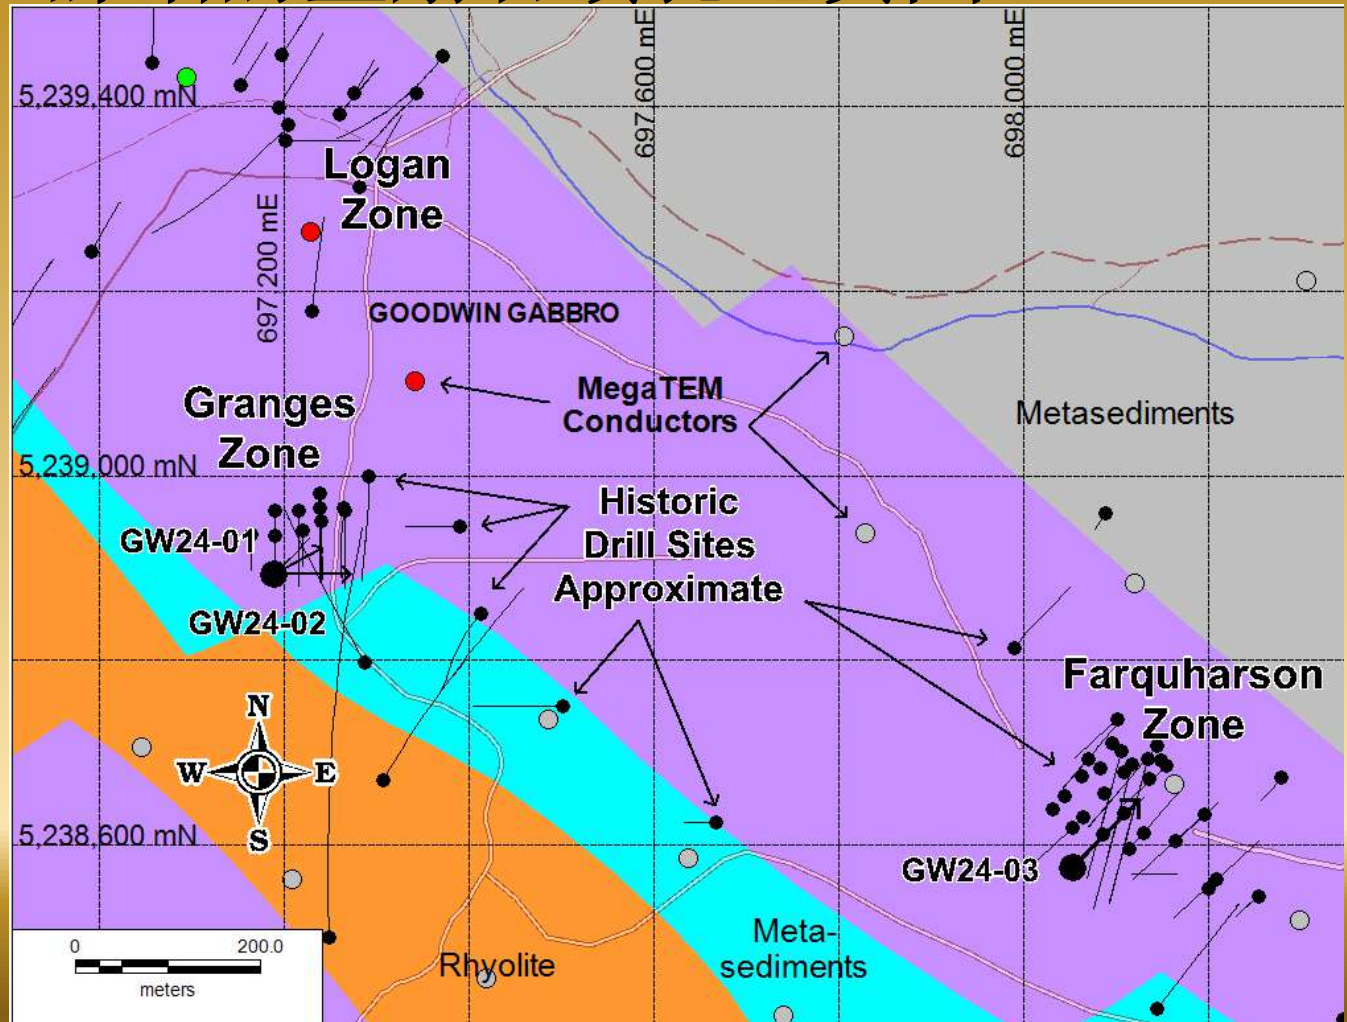 5,239,400 mN
697,600 mE
698,000 mE
Logan
Zone
697,200 mE
GOODWIN GABBRO
MegaTEM
Conductors
Metasediments
Granges
Zone
5,239,000 mN
Historic
Drill Sites
Approximate
GW24-01
GW24-02
Farquharson
Zone
N
W E
S
5,238,600 mN
GW24-03
0 200.0
meters
Rhyolite
Meta-
sediments